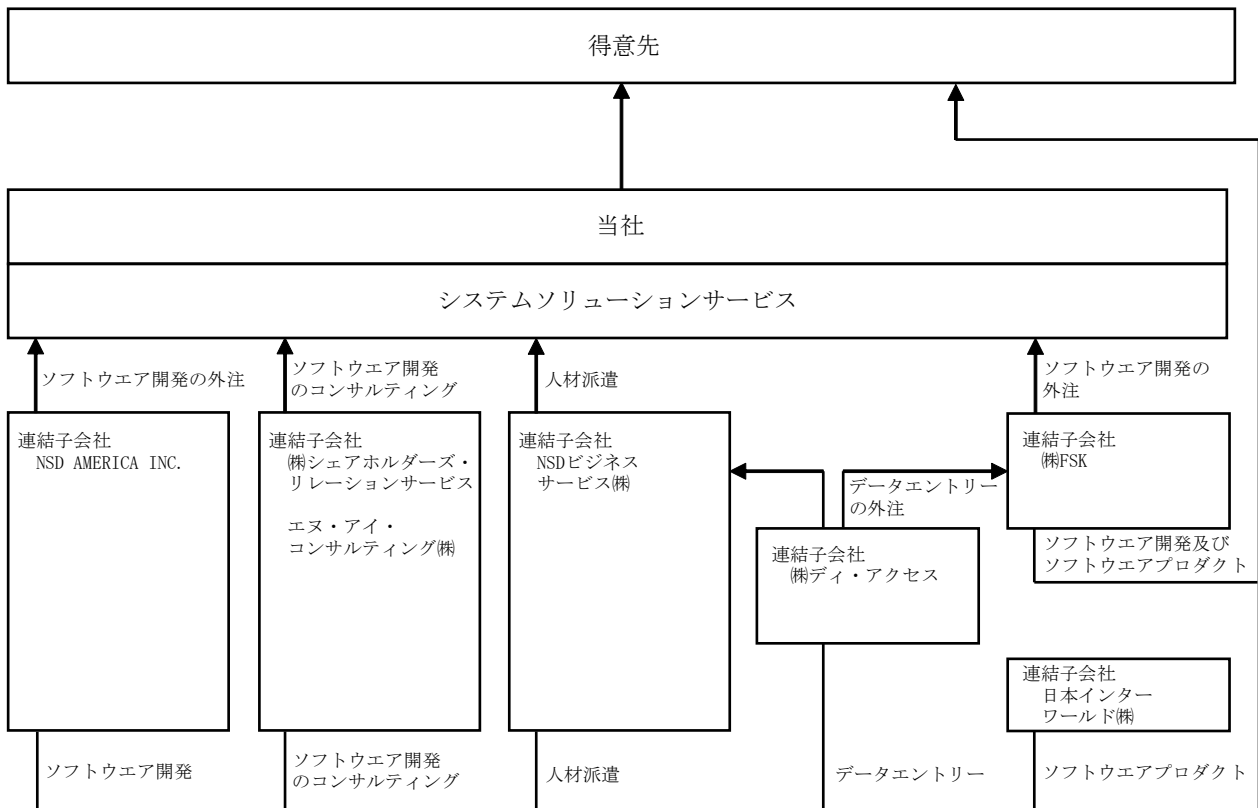 得意先
当社
システムソリューションサービス
ソフトウエア開発の外注
ソフトウエア開発
のコンサルティング
人材派遣
ソフトウエア開発の
外注
連結子会社
NSD AMERICA INC.
連結子会社
㈱シェアホルダーズ・
リレーションサービス
エヌ・アイ・
コンサルティング㈱
連結子会社
NSDビジネス
サービス㈱
データエントリー
の外注
連結子会社
㈱ディ・アクセス
連結子会社
㈱FSK
ソフトウエア開発及び
ソフトウエアプロダクト
連結子会社
日本インター
ワールド㈱
ソフトウエア開発
ソフトウエア開発
のコンサルティング
人材派遣
データエントリー
ソフトウエアプロダクト